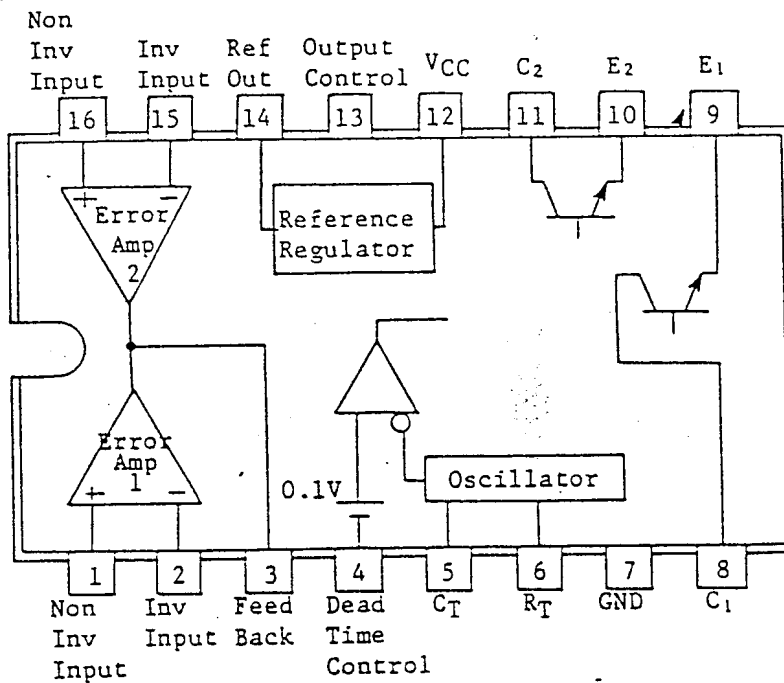 Non
Inv
Input
Inv
Input
Ref
Out
Output
Control
VCC
C2
E2
E1
16 15 14 13 12 11 10 9
+ −
Error
Amp
2
Reference
Regulator
Error
Amp
1
+ −
0.1V
Oscillator
1 2 3 4 5 6 7 8
Non
Inv
Input
Inv
Input
Feed
Back
Dead
Time
Control
CT
RT
GND
C1